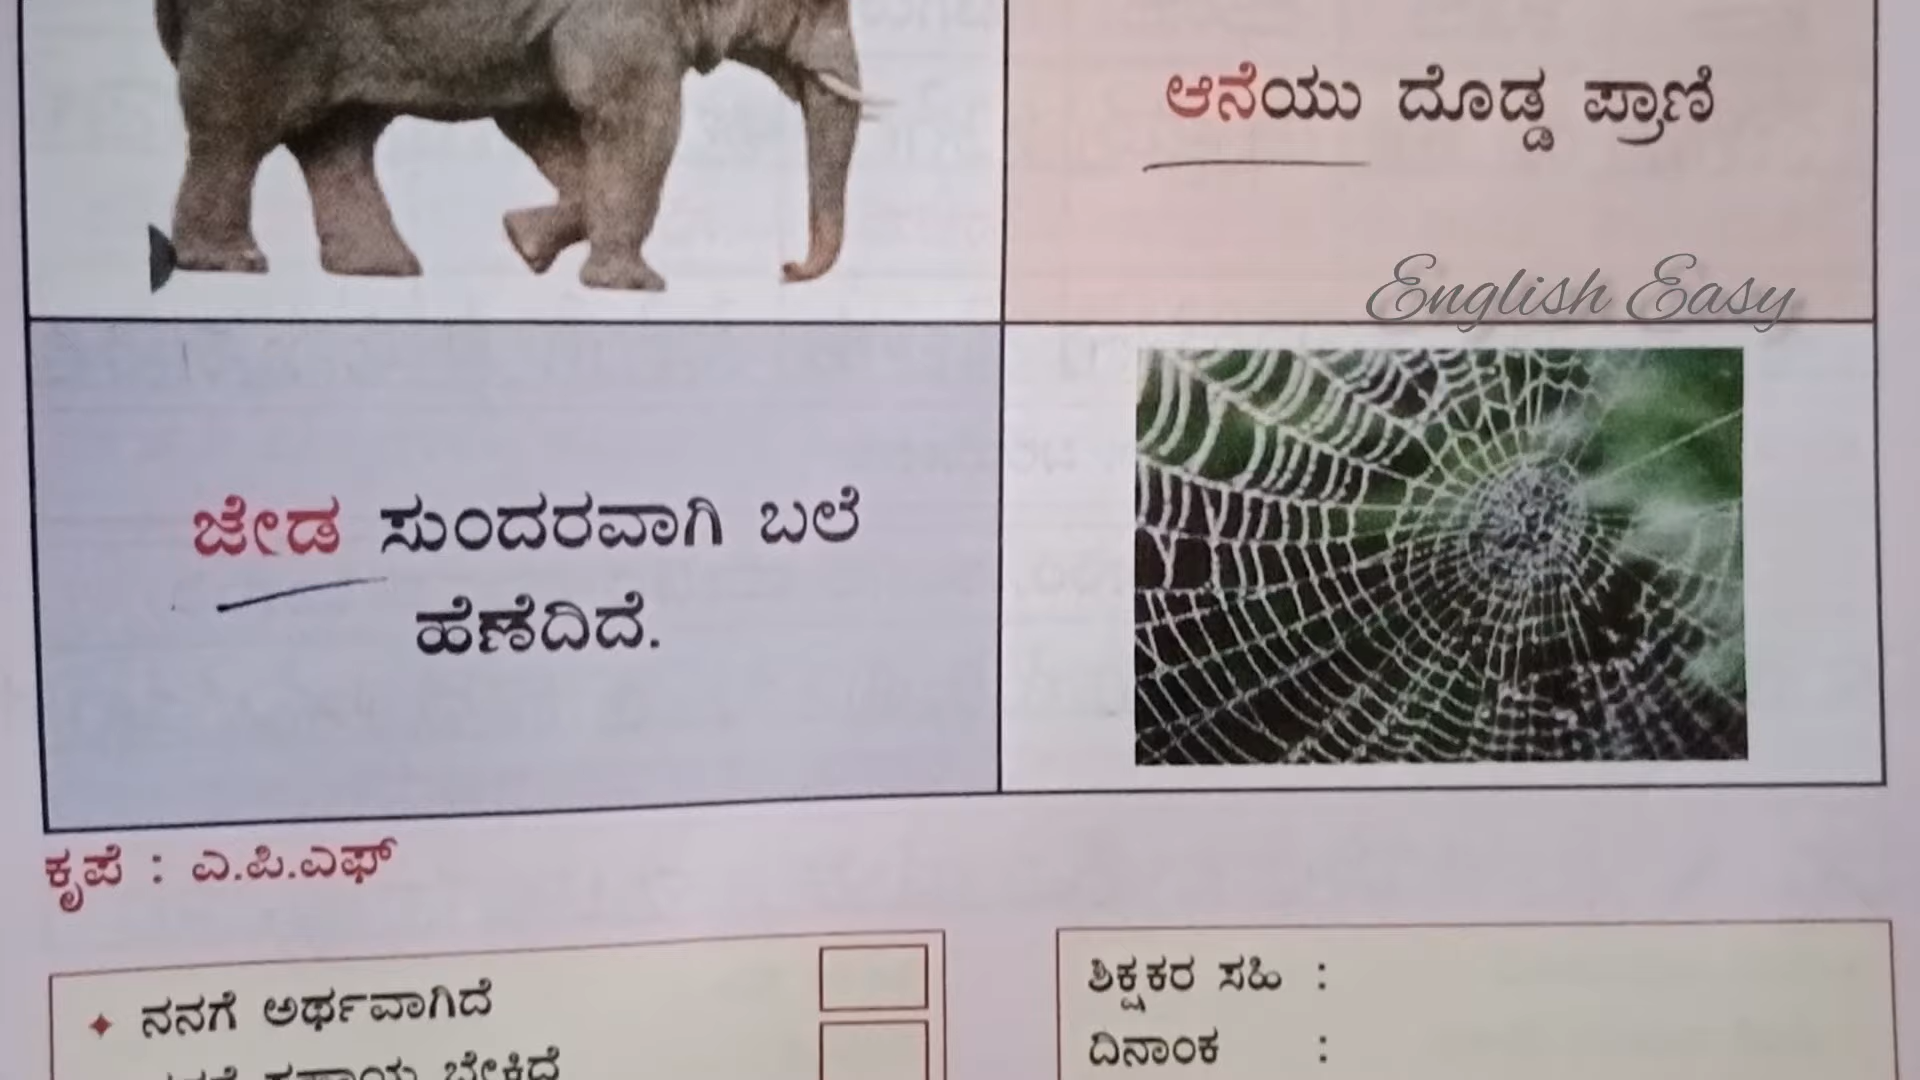 ಆನೆಯು ದೊಡ್ಡ ಪ್ರಾಣಿ
English Easy
ಜೇಡ ಸುಂದರವಾಗಿ ಬಲೆ
ಹೆಣೆದಿದೆ.
ಕೃಪೆ : ಎ.ಪಿ.ಎಫ್
ನನಗೆ ಅರ್ಥವಾಗಿದೆ
ಬೇಕಿದೆ
ಶಿಕ್ಷಕರ ಸಹಿ :
ದಿನಾಂಕ :